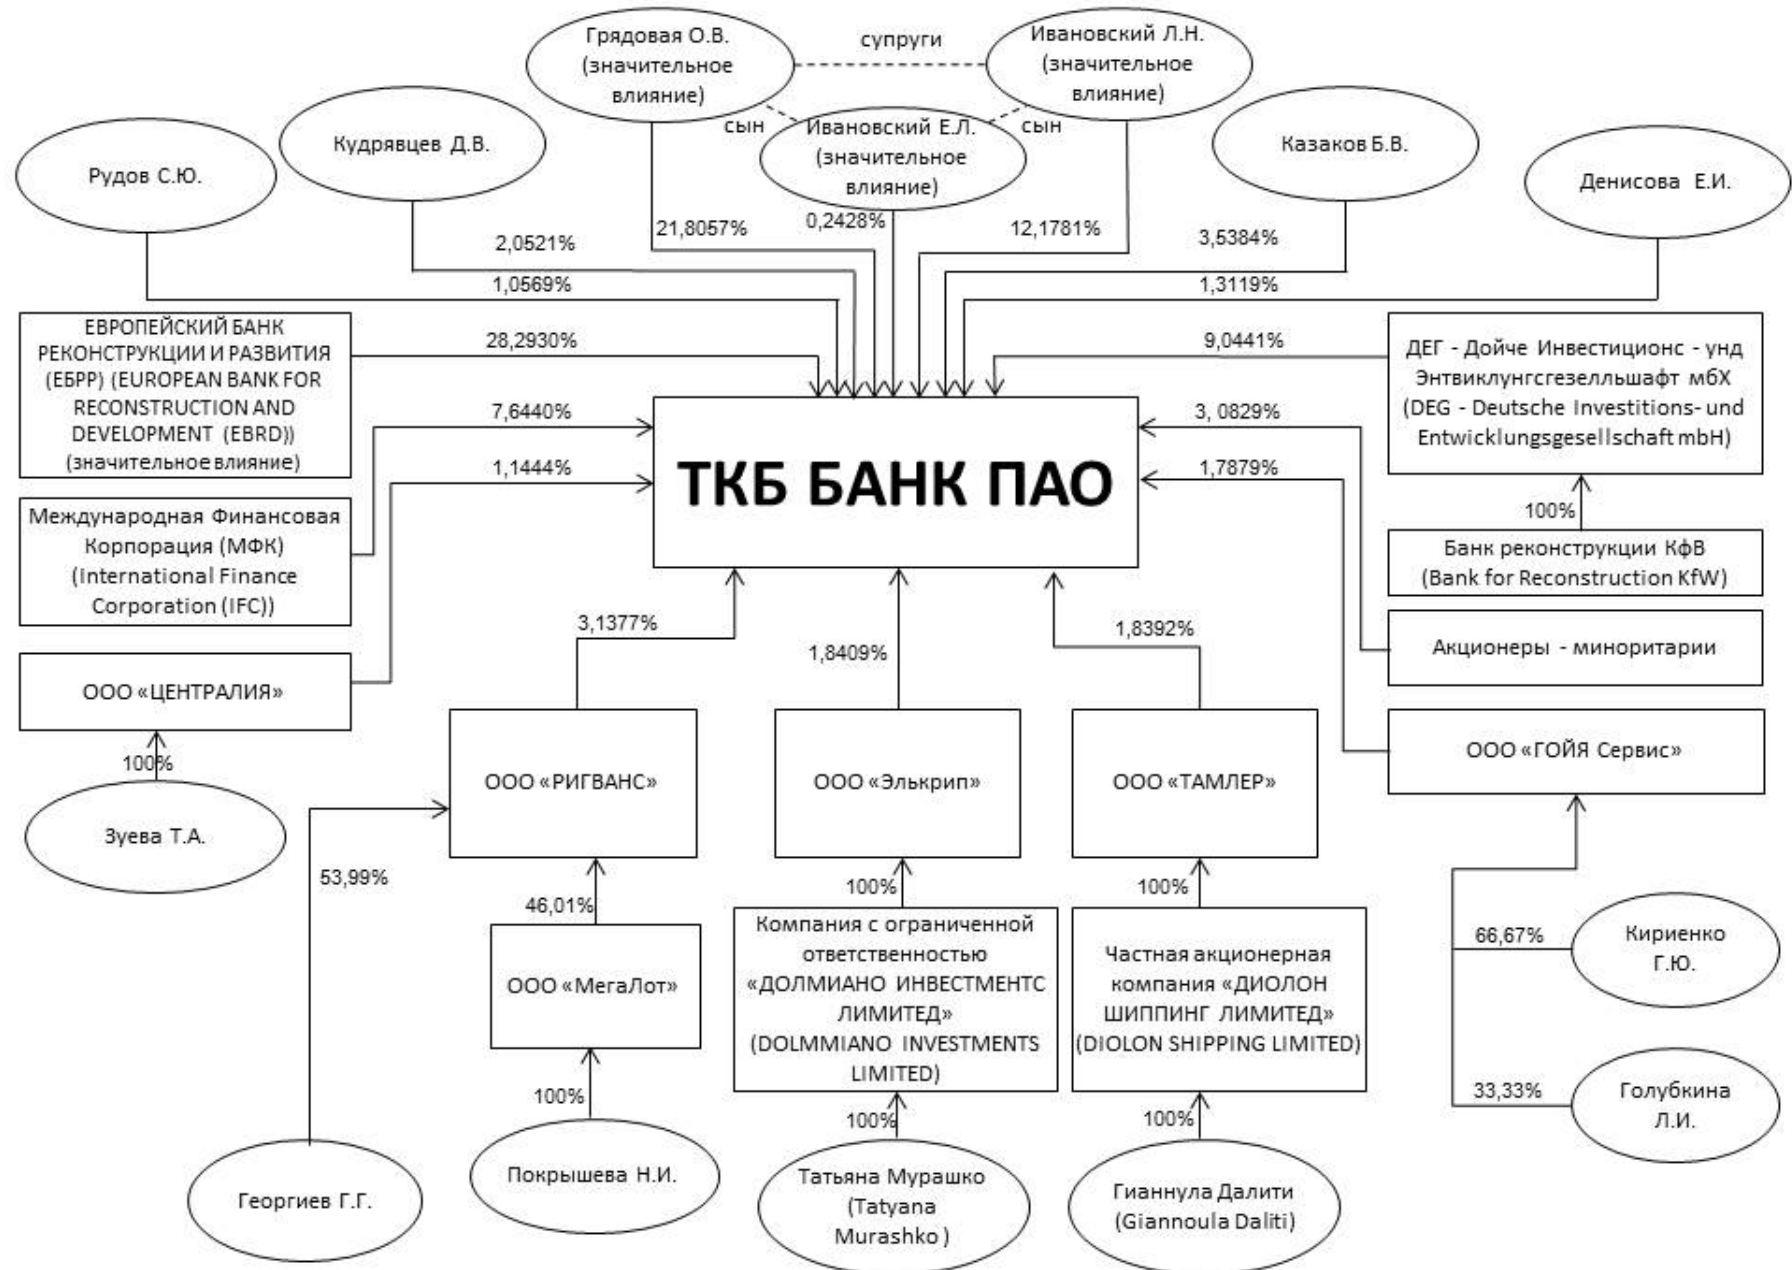 Грядовая О.В.
(значительное
влияние)
супруги
Ивановский Л.Н.
(значительное
влияние)
сын
Ивановский Е.Л.
(значительное
влияние)
сын
Кудрявцев Д.В.
Казаков Б.В.
Рудов С.Ю.
Денисова Е.И.
2,0521%
21,8057%
0,2428%
12,1781%
3,5384%
1,0569%
1,3119%
ЕВРОПЕЙСКИЙ БАНК
РЕКОНСТРУКЦИИ И РАЗВИТИЯ
(ЕБРР) (EUROPEAN BANK FOR
RECONSTRUCTION AND
DEVELOPMENT (EBRD))
(значительное влияние)
28,2930%
9,0441%
ДЕГ - Дойче Инвестиционс - унд
Энтвиклунгсгезелльшафт мбХ
(DEG - Deutsche Investitions- und
Entwicklungsgesellschaft mbH)
7,6440%
3, 0829%
1,1444%
1,7879%
ТКБ БАНК ПАО
100%
Международная Финансовая
Корпорация (МФК)
(International Finance
Corporation (IFC))
Банк реконструкции КфВ
(Bank for Reconstruction KfW)
3,1377%
1,8409%
1,8392%
Акционеры - миноритарии
ООО «ЦЕНТРАЛИЯ»
100%
Зуева Т.А.
ООО «РИГВАНС»
ООО «Элькрип»
ООО «ТАМЛЕР»
ООО «ГОЙЯ Сервис»
53,99%
46,01%
100%
100%
ООО «МегаЛот»
Компания с ограниченной
ответственностью
«ДОЛМИАНО ИНВЕСТМЕНТС
ЛИМИТЕД»
(DOLMMIANO INVESTMENTS
LIMITED)
Частная акционерная
компания «ДИОЛОН
ШИППИНГ ЛИМИТЕД»
(DIOLON SHIPPING LIMITED)
66,67%
Кириенко
Г.Ю.
33,33%
Голубкина
Л.И.
100%
100%
100%
Георгиев Г.Г.
Покрышева Н.И.
Татьяна Мурашко
(Tatyana
Murashko )
Гианнула Далити
(Giannoula Daliti)